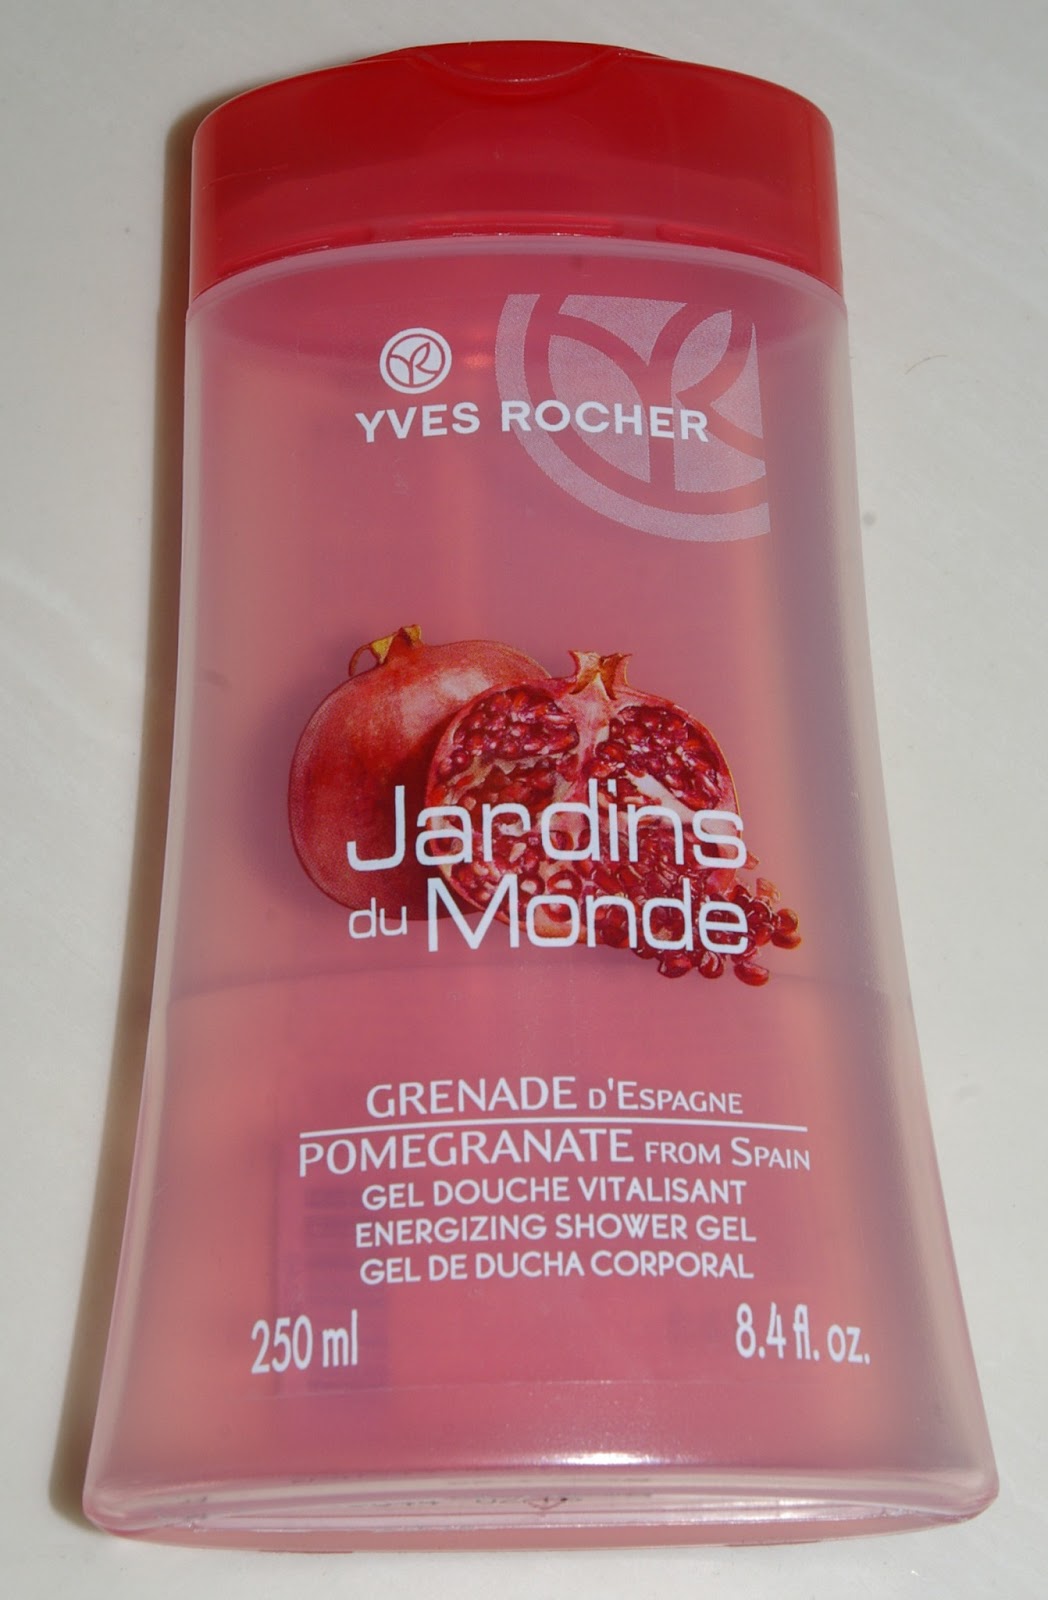 YVES ROCHER
Jardins
du Monde
GRENADE D'ESPAGNE
POMEGRANATE FROM SPAIN
GEL DOUCHE VITALISANT
ENERGIZING SHOWER GEL
GEL DE DUCHA CORPORAL
250 ml
8.4 fl. oz.